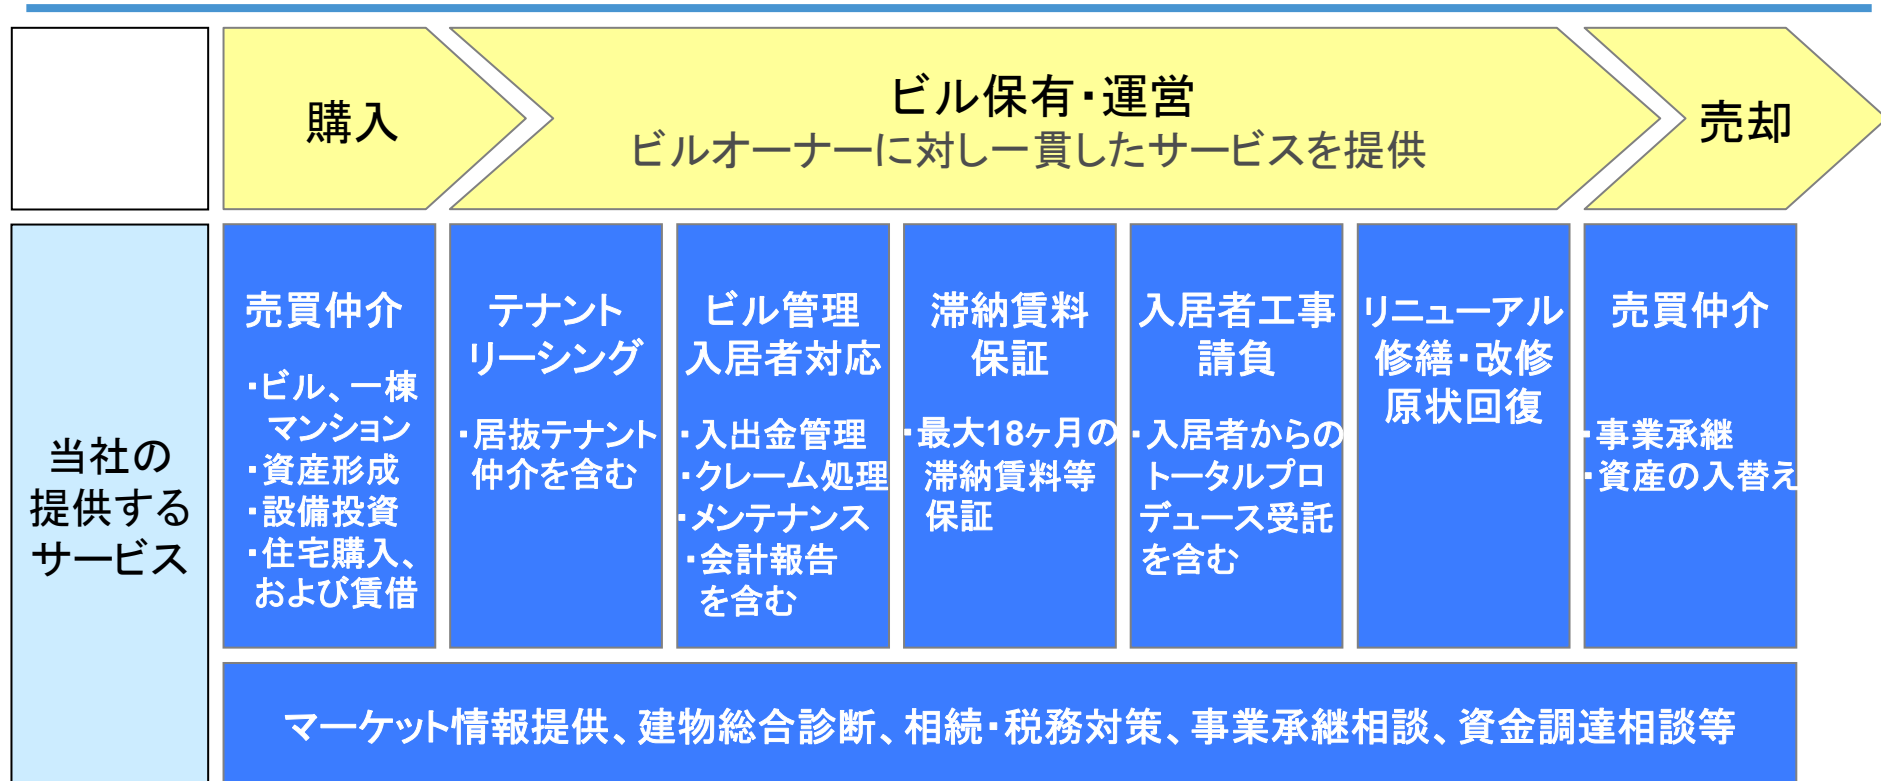 購入
ビル保有・運営
ビルオーナーに対し一貫したサービスを提供
売却
当社の
提供する
サービス
売買仲介
・ビル、一棟
マンション
・資産形成
・設備投資
・住宅購入、
および賃借
テナント
リーシング
・居抜テナント
仲介を含む
ビル管理
入居者対応
・入出金管理
・クレーム処理
・メンテナンス
・会計報告
を含む
滞納賃料
保証
・最大18ヶ月の
滞納賃料等
保証
入居者工事
請負
・入居者からの
トータルプロ
デュース受託
を含む
リニューアル
修繕・改修
原状回復
売買仲介
・事業承継
・資産の入替え
マーケット情報提供、建物総合診断、相続・税務対策、事業承継相談、資金調達相談等